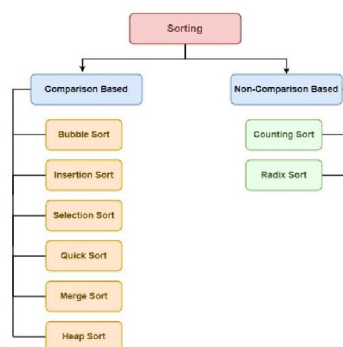 Sorting
Comparison Based
Non-Comparison Based
Bubble Sort
Counting Sort
Insertion Sort
Radix Sort
Selection Sort
Quick Sort
Merge Sort
Heap Sort